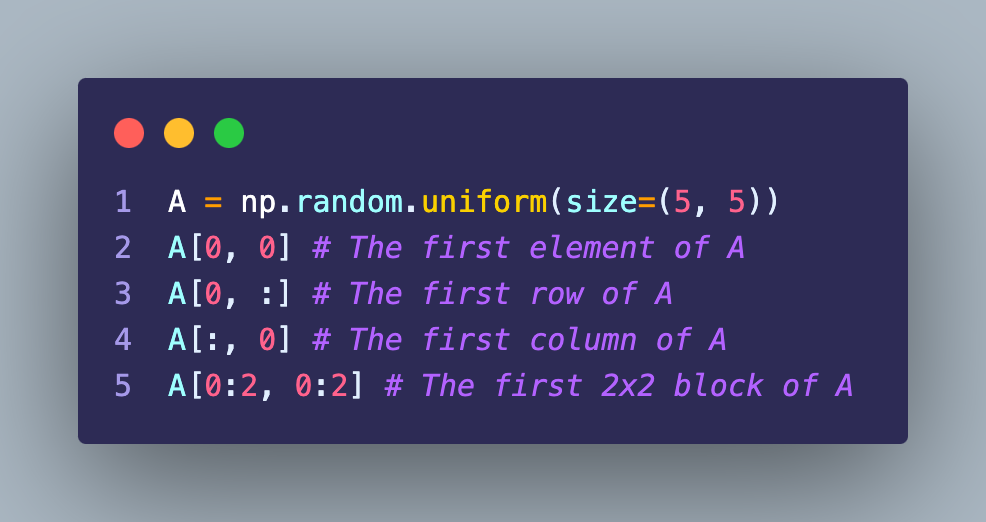 1 A = np.random.uniform(size=(5, 5))
2 A[0, 0] # The first element of A
3 A[0, :] # The first row of A
4 A[:, 0] # The first column of A
5 A[0:2, 0:2] # The first 2x2 block of A